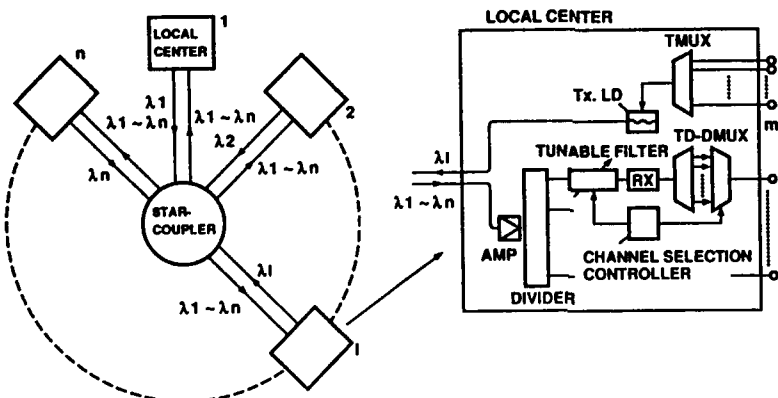 LOCAL CENTER
1
n
LOCAL
CENTER
TMUX
λ1
λ1~λn
2
Tx. LD
λ1~λn
λ2
m
λn
λ1~λn
TD-DMUX
TUNABLE FILTER
λI
RX
STAR-
COUPLER
λ1~λn
λI
AMP
CHANNEL SELECTION
CONTROLLER
λ1~λn
DIVIDER
I